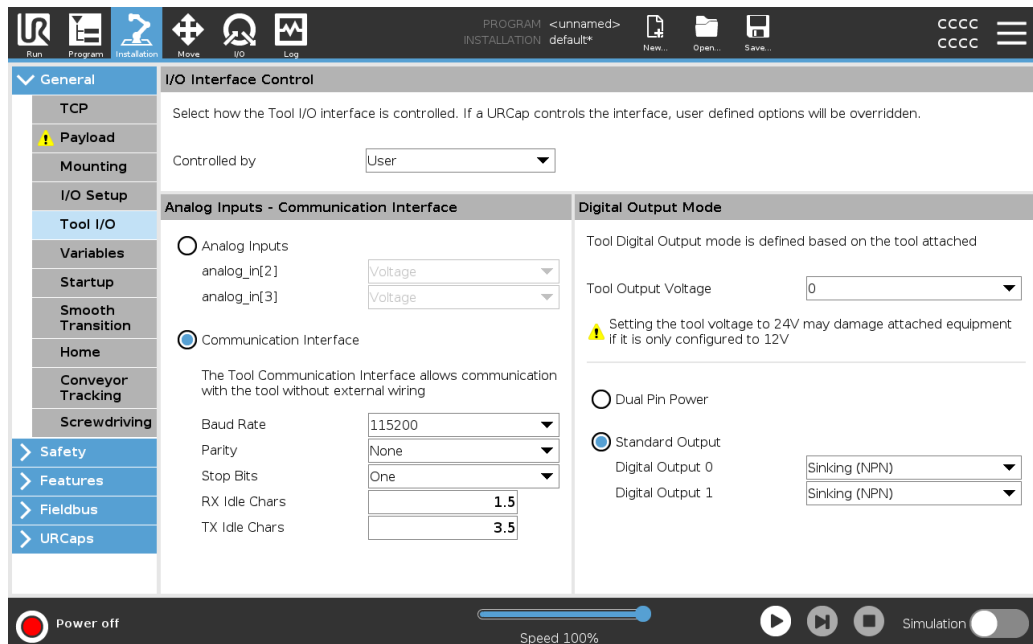 PROGRAM <unnamed>
INSTALLATION default*
CCCC
CCCC
Run
Program
Installation
Move
I/O
Log
New...
Open...
Save...
General
TCP
Payload
Mounting
I/O Setup
Tool I/O
Variables
Startup
Smooth
Transition
Home
Conveyor
Tracking
Screwdriving
Safety
Features
Fieldbus
URCaps
I/O Interface Control
Select how the Tool I/O interface is controlled. If a URCap controls the interface, user defined options will be overridden.
Controlled by User
Analog Inputs - Communication Interface
Analog Inputs
analog_in[2] Voltage
analog_in[3] Voltage
Communication Interface
The Tool Communication Interface allows communication
with the tool without external wiring
Baud Rate 115200
Parity None
Stop Bits One
RX Idle Chars 1.5
TX Idle Chars 3.5
Digital Output Mode
Tool Digital Output mode is defined based on the tool attached
Tool Output Voltage 0
Setting the tool voltage to 24V may damage attached equipment
if it is only configured to 12V
Dual Pin Power
Standard Output
Digital Output 0 Sinking (NPN)
Digital Output 1 Sinking (NPN)
Power off
Speed 100%
Simulation